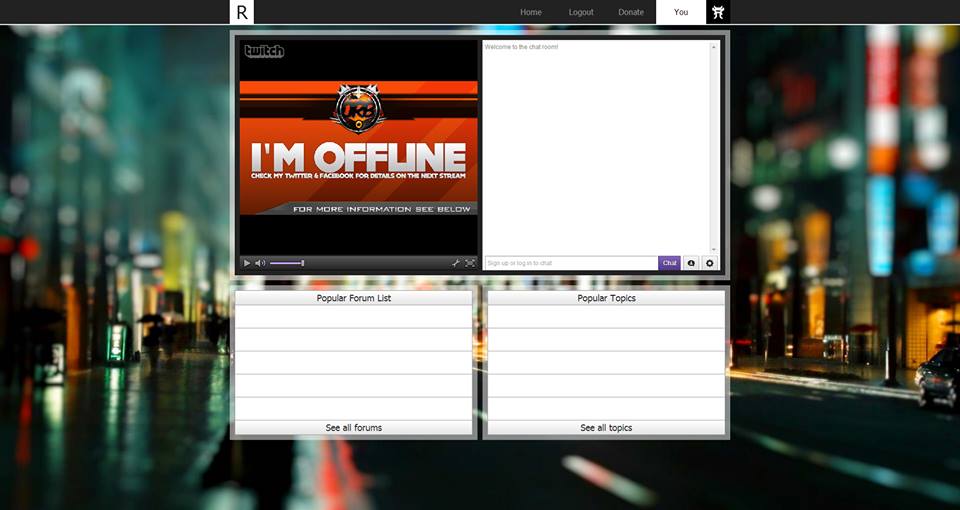 R
Home
Logout
Donate
You
twitch
Welcome to the chat room!
I'M OFFLINE
CHECK MY TWITTER & FACEBOOK FOR DETAILS ON THE NEXT STREAM
FOR MORE INFORMATION SEE BELOW
Sign up or log in to chat
Chat
Popular Forum List
Popular Topics
See all forums
See all topics